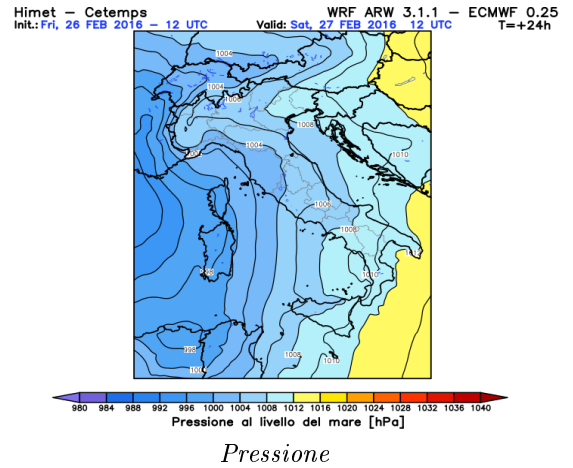 Himet – Cetemps WRF ARW 3.1.1 – ECMWF 0.25
Init.: Fri, 26 FEB 2016 – 12 UTC Valid: Sat, 27 FEB 2016 12 UTC T=+24h
1004
1004
1008
1008
1004
1010
1006
1008
1010
998
1008
1010
980 984 988 992 996 1000 1004 1008 1012 1016 1020 1024 1028 1032 1036 1040
Pressione al livello del mare [hPa]
Pressione